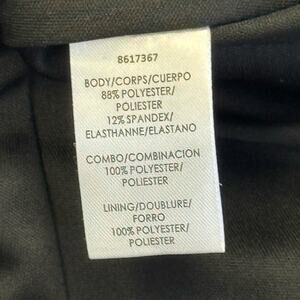 8617367
BODY/CORPS/CUERPO
88% POLYESTER/
POLIESTER
12% SPANDEX/
ELASTHANNE/ELASTANO
COMBO/COMBINACION
100% POLYESTER/
POLIESTER
LINING/DOUBLURE/
FORRO
100% POLYESTER/
POLIESTER